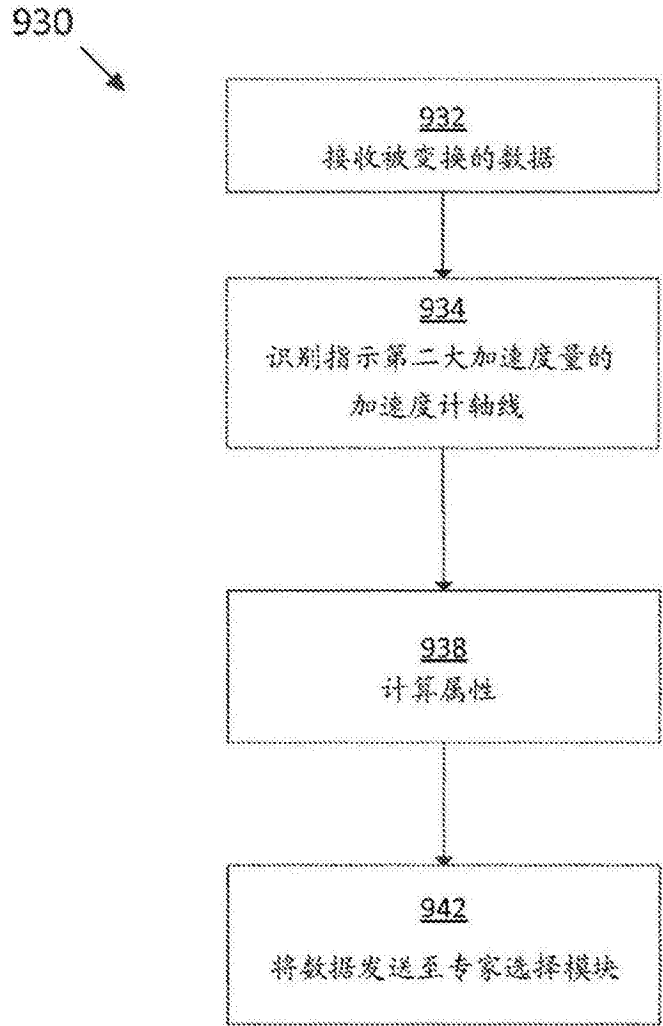 930
932
接收被变换的数据
934
识别指示第二大加速度量的
加速度计轴线
938
计算属性
942
将数据发送至专家选择模块